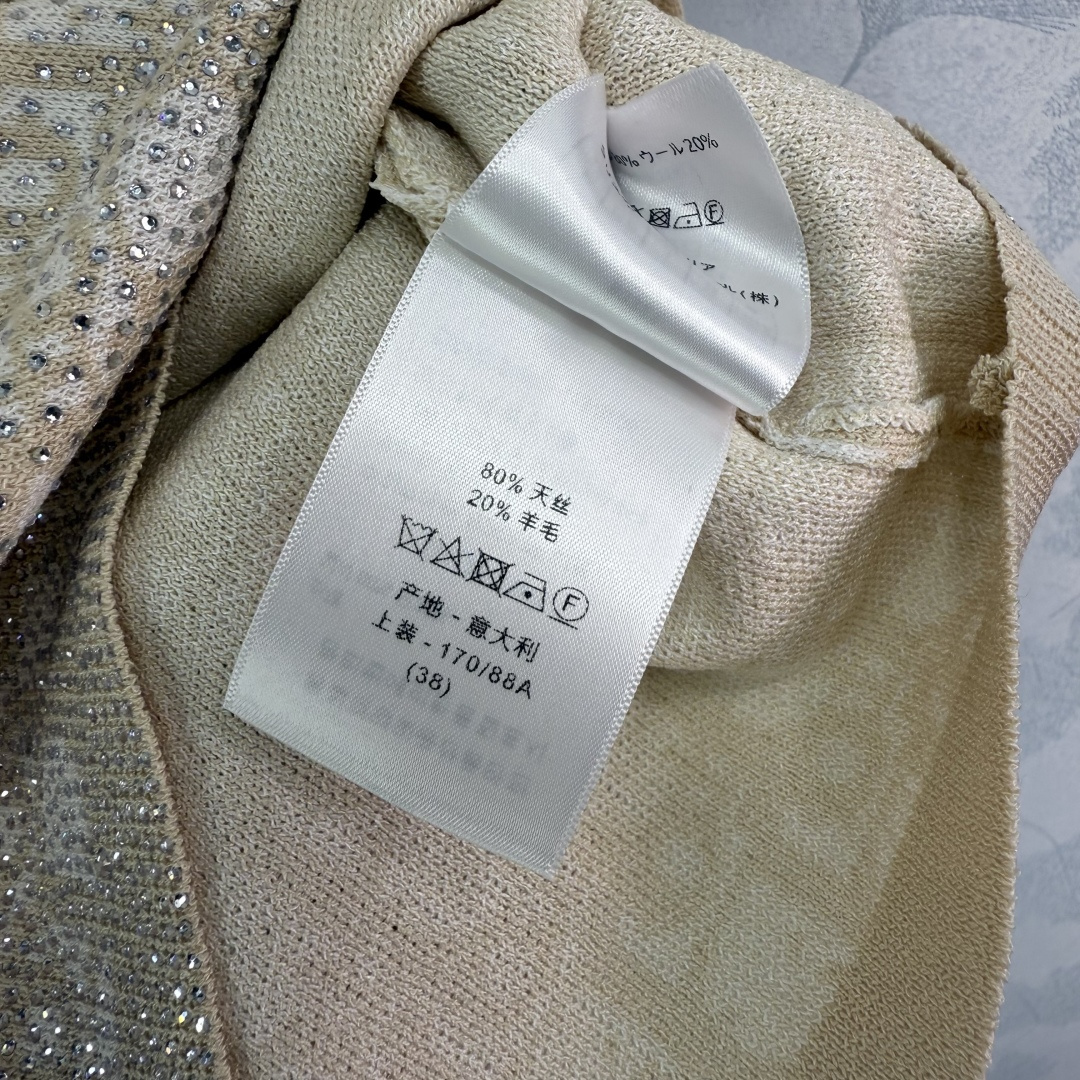 ウール20%
F
(株)
80% 天丝
20% 羊毛
F
产地 - 意大利
上装 - 170/88A
(38)